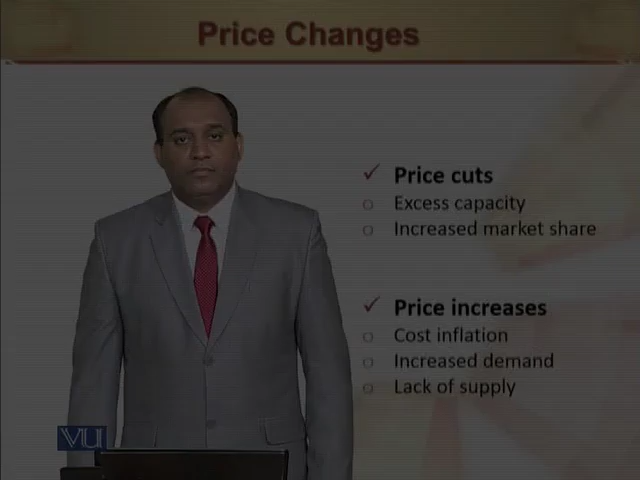 Price Changes
Price cuts
Excess capacity
Increased market share
Price increases
Cost inflation
Increased demand
Lack of supply
VU